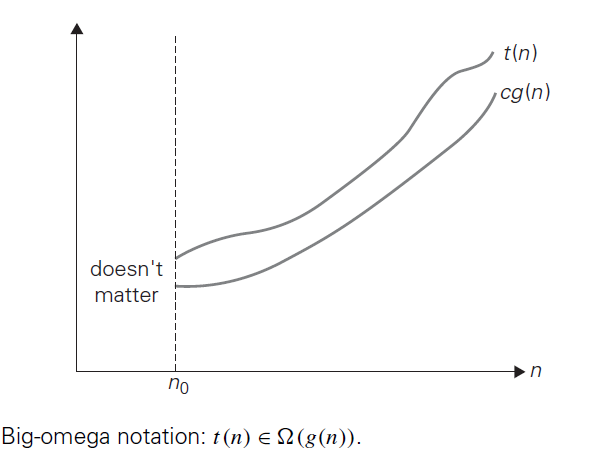 t(n)
cg(n)
doesn't
matter
n
n₀
Big-omega notation: t(n) ∈ Ω(g(n)).